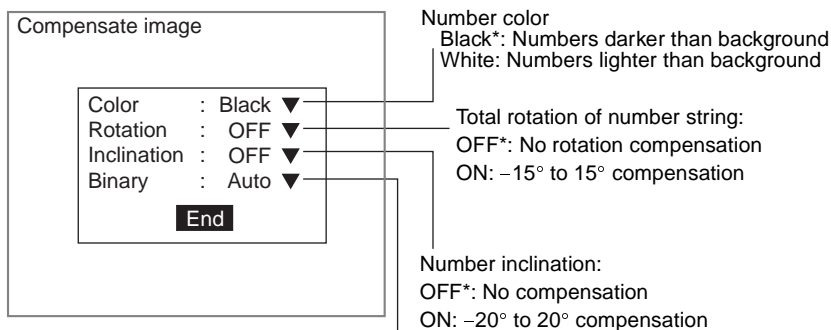 Compensate image
Color : Black ▼
Rotation : OFF ▼
Inclination : OFF ▼
Binary : Auto ▼
End
Number color
Black*: Numbers darker than background
White: Numbers lighter than background
Total rotation of number string:
OFF*: No rotation compensation
ON: −15° to 15° compensation
Number inclination:
OFF*: No compensation
ON: −20° to 20° compensation